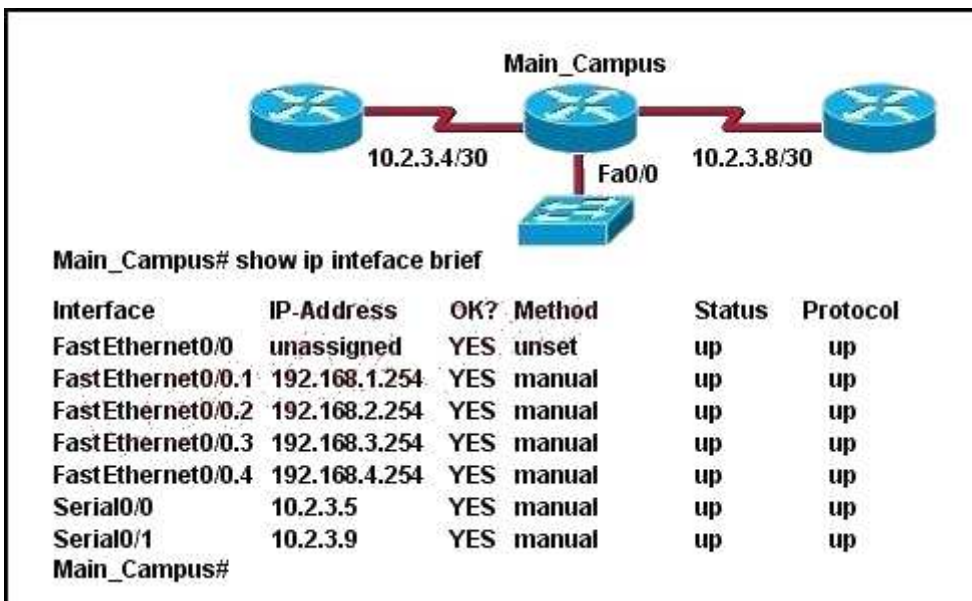 Main_Campus
10.2.3.4/30
10.2.3.8/30
Fa0/0
Main_Campus# show ip inteface brief
Interface IP-Address OK? Method Status Protocol
FastEthernet0/0 unassigned YES unset up up
FastEthernet0/0.1 192.168.1.254 YES manual up up
FastEthernet0/0.2 192.168.2.254 YES manual up up
FastEthernet0/0.3 192.168.3.254 YES manual up up
FastEthernet0/0.4 192.168.4.254 YES manual up up
Serial0/0 10.2.3.5 YES manual up up
Serial0/1 10.2.3.9 YES manual up up
Main_Campus#